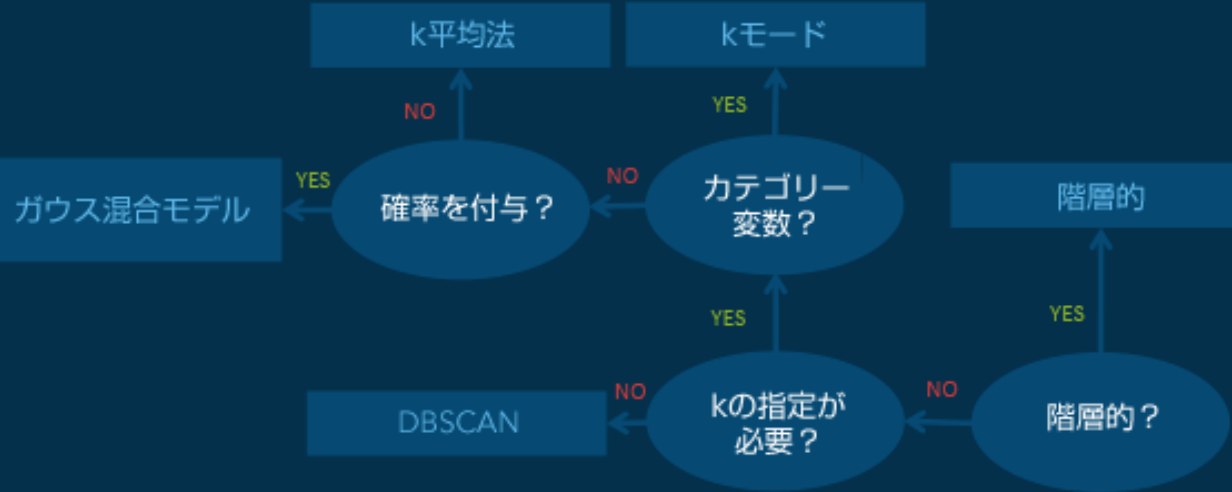 k平均法
kモード
NO
YES
ガウス混合モデル
YES
確率を付与？
NO
カテゴリー
変数？
階層的
YES
YES
DBSCAN
NO
kの指定が
必要？
NO
階層的？